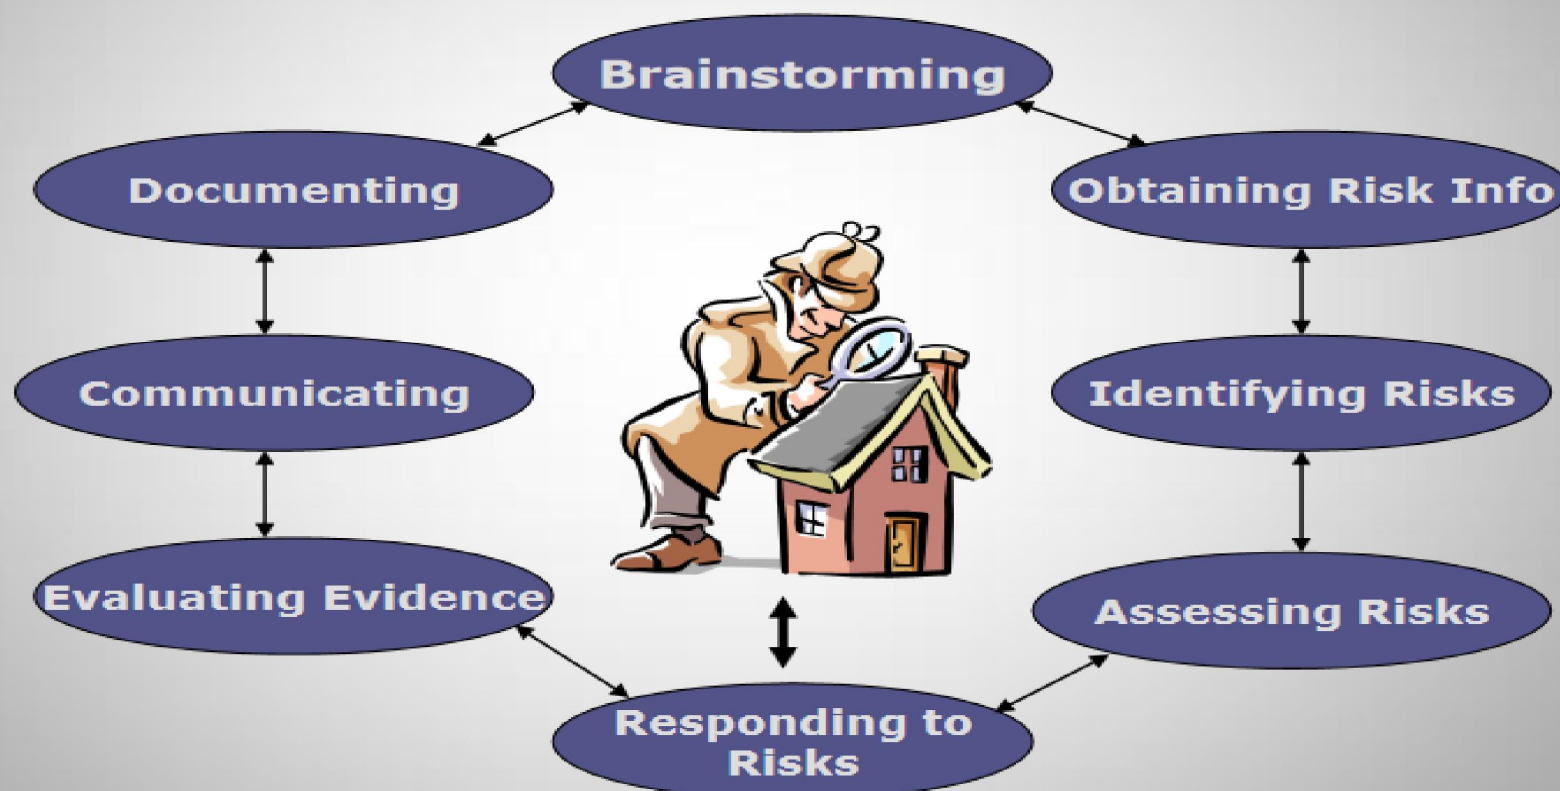 Brainstorming
Documenting
Obtaining Risk Info
Communicating
Identifying Risks
Evaluating Evidence
Assessing Risks
Responding to
Risks